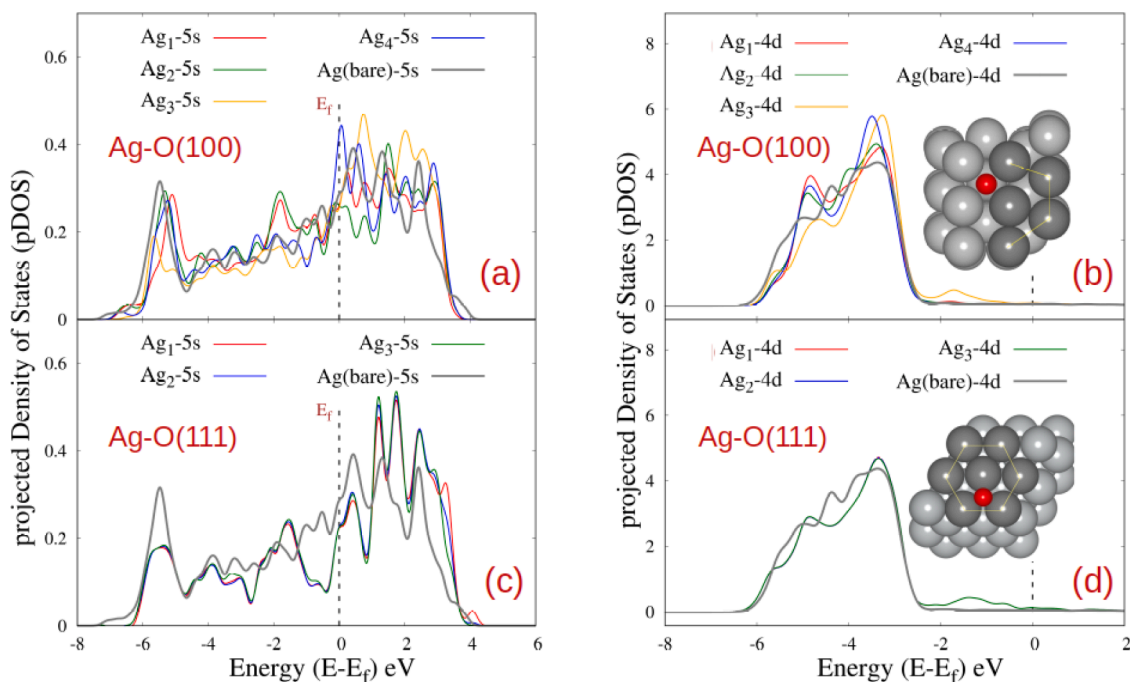 projected Density of States (pDOS)
0.6
0.4
0.2
0
Ag1-5s
Ag2-5s
Ag3-5s
Ag4-5s
Ag(bare)-5s
Ef
Ag-O(100)
(a)
0.6
0.4
0.2
0
Ag1-5s
Ag2-5s
Ag3-5s
Ag(bare)-5s
Ef
Ag-O(111)
(c)
-8 -6 -4 -2 0 2 4 6
Energy (E-Ef) eV
projected Density of States (pDOS)
8
6
4
2
0
Ag1-4d
Λg2-4d
Ag3-4d
Ag4-4d
Ag(bare)-4d
Ag-O(100)
(b)
8
6
4
2
0
Ag1-4d
Ag2-4d
Ag3-4d
Ag(bare)-4d
Ag-O(111)
(d)
-8 -6 -4 -2 0 2
Energy (E-Ef) eV